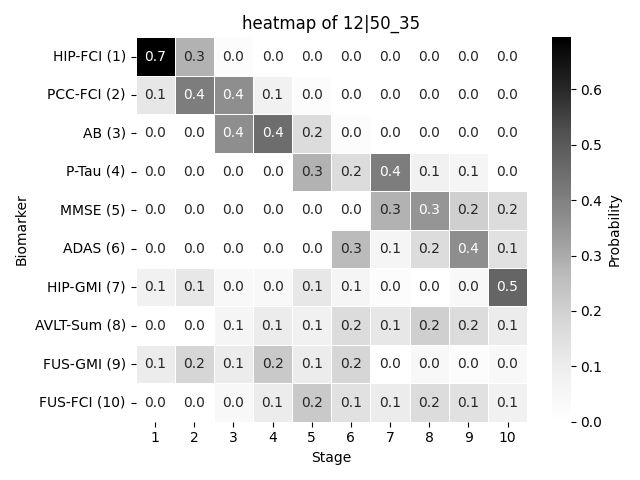 heatmap of 12|50_35
HIP-FCI (1) 0.7 0.3 0.0 0.0 0.0 0.0 0.0 0.0 0.0 0.0
PCC-FCI (2) 0.1 0.4 0.4 0.1 0.0 0.0 0.0 0.0 0.0 0.0
AB (3) 0.0 0.0 0.4 0.4 0.2 0.0 0.0 0.0 0.0 0.0
P-Tau (4) 0.0 0.0 0.0 0.0 0.3 0.2 0.4 0.1 0.1 0.0
MMSE (5) 0.0 0.0 0.0 0.0 0.0 0.0 0.3 0.3 0.2 0.2
ADAS (6) 0.0 0.0 0.0 0.0 0.0 0.3 0.1 0.2 0.4 0.1
HIP-GMI (7) 0.1 0.1 0.0 0.0 0.1 0.1 0.0 0.0 0.0 0.5
AVLT-Sum (8) 0.0 0.0 0.1 0.1 0.1 0.2 0.1 0.2 0.2 0.1
FUS-GMI (9) 0.1 0.2 0.1 0.2 0.1 0.2 0.0 0.0 0.0 0.0
FUS-FCI (10) 0.0 0.0 0.0 0.1 0.2 0.1 0.1 0.2 0.1 0.1
1 2 3 4 5 6 7 8 9 10
Stage
Biomarker
0.6
0.5
0.4
0.3
0.2
0.1
0.0
Probability